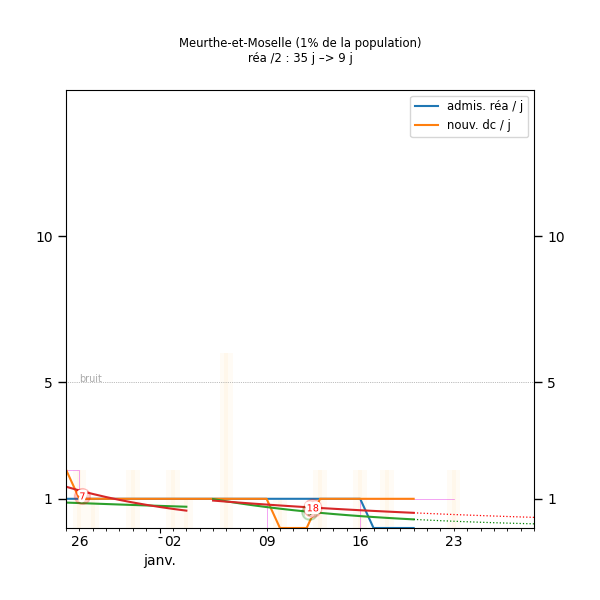 Meurthe-et-Moselle (1% de la population)
réa /2 : 35 j –> 9 j
admis. réa / j
nouv. dc / j
10
10
bruit
5
5
7
18
1
1
26
02
09
16
23
janv.